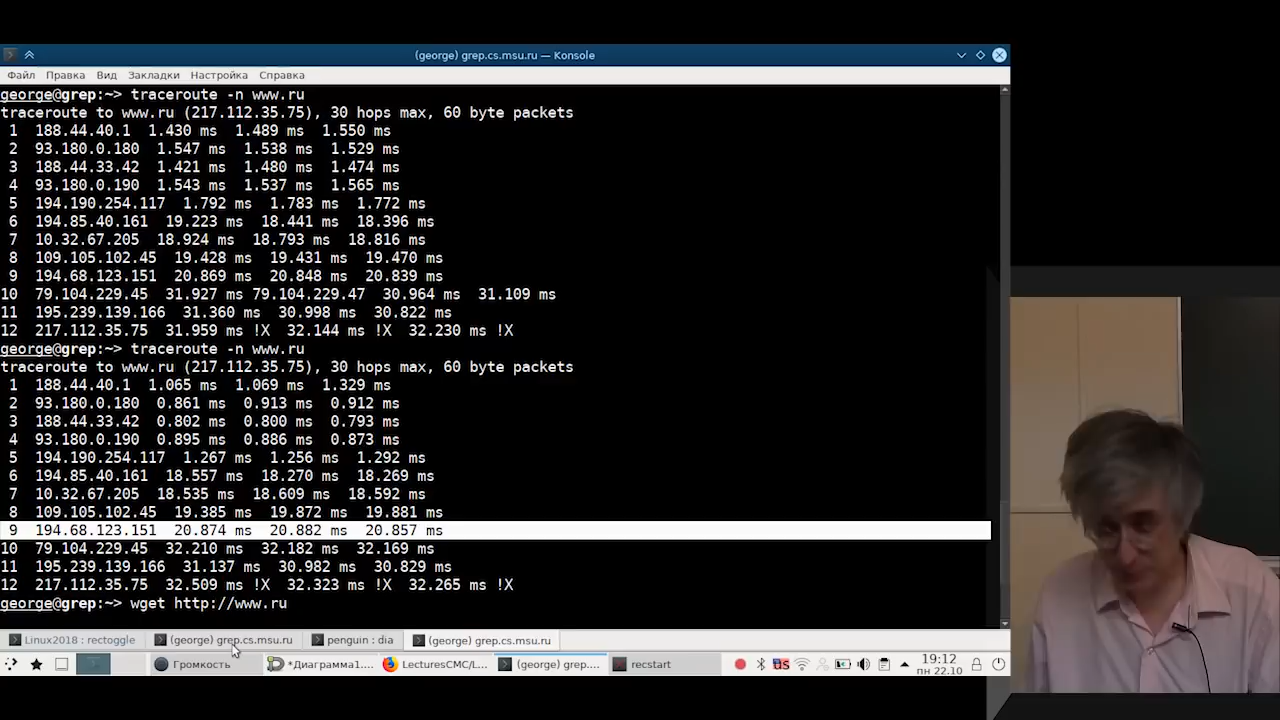 (george) grep.cs.msu.ru — Konsole
Файл Правка Вид Закладки Настройка Справка
george@grep:~> traceroute -n www.ru
traceroute to www.ru (217.112.35.75), 30 hops max, 60 byte packets
1 188.44.40.1 1.430 ms 1.489 ms 1.550 ms
2 93.180.0.180 1.547 ms 1.538 ms 1.529 ms
3 188.44.33.42 1.421 ms 1.480 ms 1.474 ms
4 93.180.0.190 1.543 ms 1.537 ms 1.565 ms
5 194.190.254.117 1.792 ms 1.783 ms 1.772 ms
6 194.85.40.161 19.223 ms 18.441 ms 18.396 ms
7 10.32.67.205 18.924 ms 18.793 ms 18.816 ms
8 109.105.102.45 19.428 ms 19.431 ms 19.470 ms
9 194.68.123.151 20.869 ms 20.848 ms 20.839 ms
10 79.104.229.45 31.927 ms 79.104.229.47 30.964 ms 31.109 ms
11 195.239.139.166 31.360 ms 30.998 ms 30.822 ms
12 217.112.35.75 31.959 ms !X 32.144 ms !X 32.230 ms !X
george@grep:~> traceroute -n www.ru
traceroute to www.ru (217.112.35.75), 30 hops max, 60 byte packets
1 188.44.40.1 1.065 ms 1.069 ms 1.329 ms
2 93.180.0.180 0.861 ms 0.913 ms 0.912 ms
3 188.44.33.42 0.802 ms 0.800 ms 0.793 ms
4 93.180.0.190 0.895 ms 0.886 ms 0.873 ms
5 194.190.254.117 1.267 ms 1.256 ms 1.292 ms
6 194.85.40.161 18.557 ms 18.270 ms 18.269 ms
7 10.32.67.205 18.535 ms 18.609 ms 18.592 ms
8 109.105.102.45 19.385 ms 19.872 ms 19.881 ms
9 194.68.123.151 20.874 ms 20.882 ms 20.857 ms
10 79.104.229.45 32.210 ms 32.182 ms 32.169 ms
11 195.239.139.166 31.137 ms 30.982 ms 30.829 ms
12 217.112.35.75 32.509 ms !X 32.323 ms !X 32.265 ms !X
george@grep:~> wget http://www.ru
Linux2018 : rectoggle (george) grep.cs.msu.ru penguin : dia (george) grep.cs.msu.ru
Громкость *Диаграмма1.... LecturesCMC/L... (george) grep.... recstart US 19:12
пн 22.10